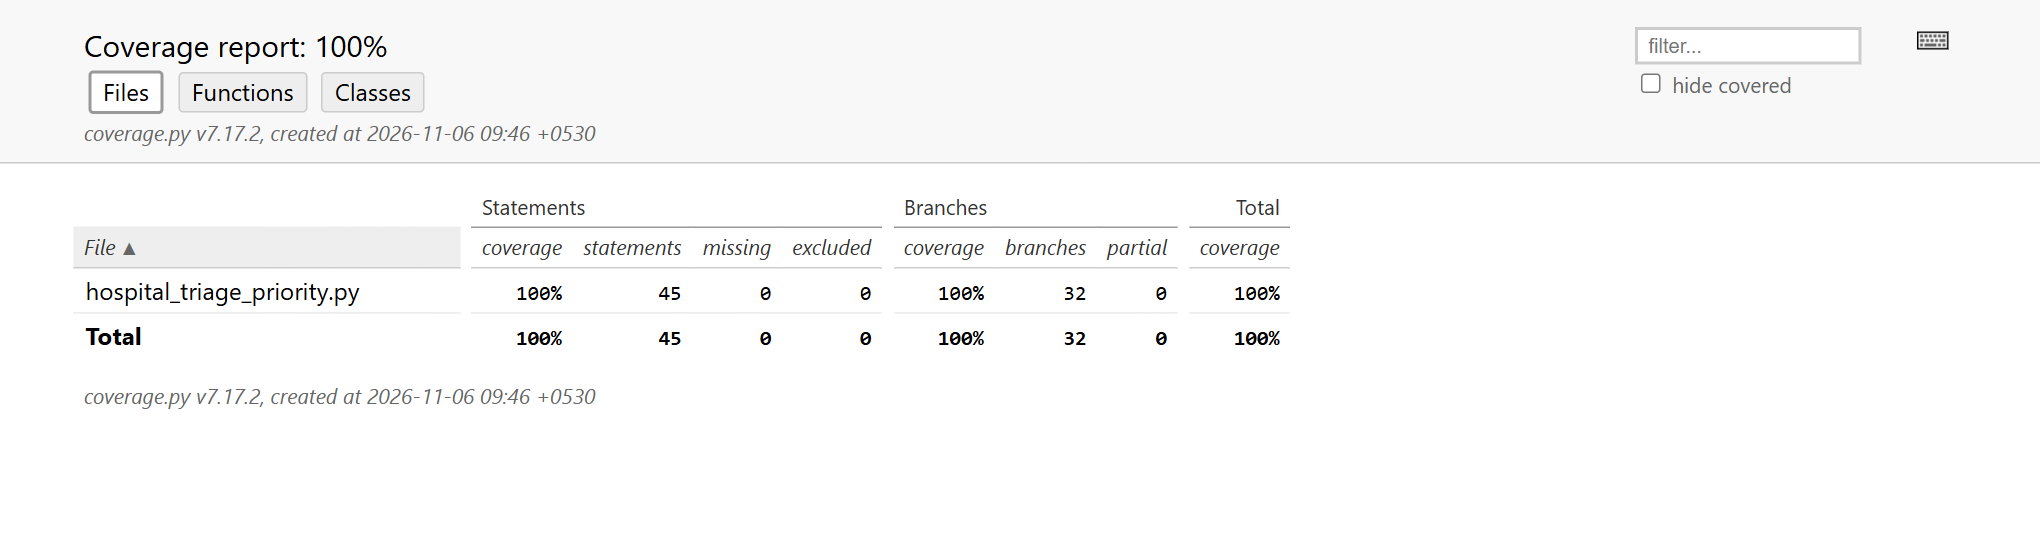 Coverage report: 100%
filter...
Files Functions Classes
hide covered
coverage.py v7.17.2, created at 2026-11-06 09:46 +0530
Statements Branches Total
File ▲ coverage statements missing excluded coverage branches partial coverage
hospital_triage_priority.py 100% 45 0 0 100% 32 0 100%
Total 100% 45 0 0 100% 32 0 100%
coverage.py v7.17.2, created at 2026-11-06 09:46 +0530